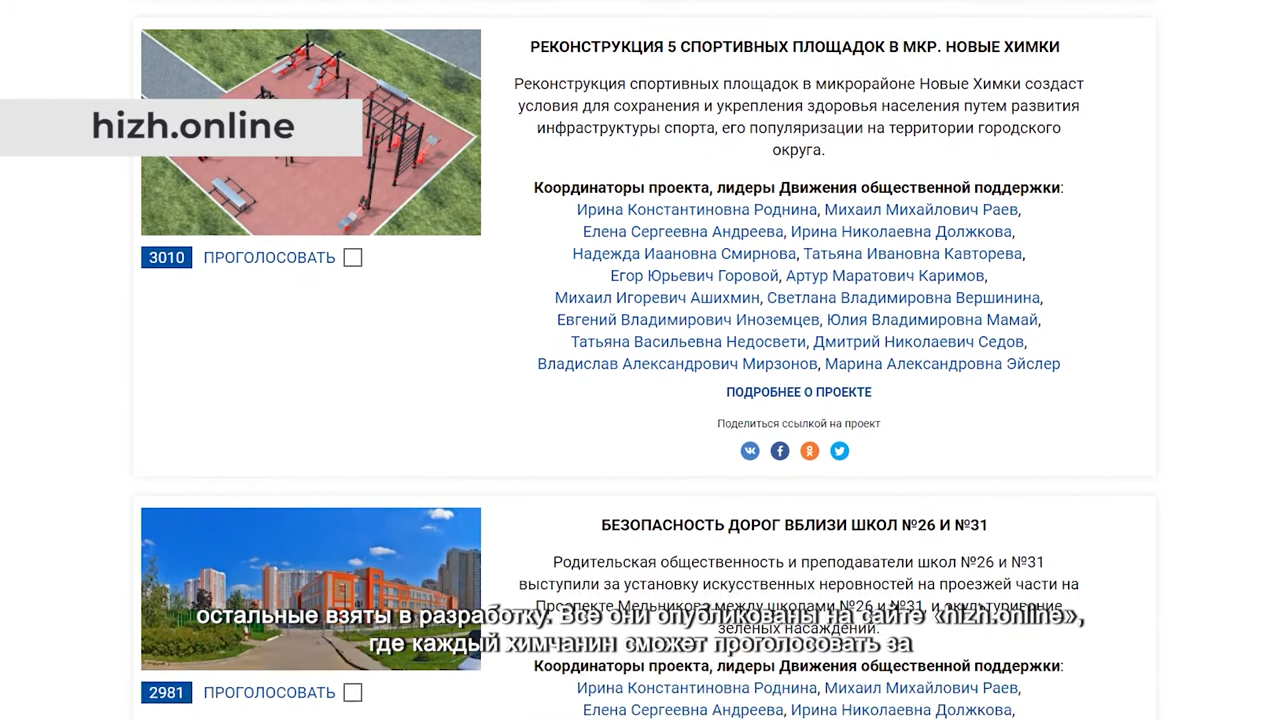 hizh.online
3010 ПРОГОЛОСОВАТЬ
РЕКОНСТРУКЦИЯ 5 СПОРТИВНЫХ ПЛОЩАДОК В МКР. НОВЫЕ ХИМКИ
Реконструкция спортивных площадок в микрорайоне Новые Химки создаст
условия для сохранения и укрепления здоровья населения путем развития
инфраструктуры спорта, его популяризации на территории городского
округа.
Координаторы проекта, лидеры Движения общественной поддержки:
Ирина Константиновна Роднина, Михаил Михайлович Раев,
Елена Сергеевна Андреева, Ирина Николаевна Должкова,
Надежда Иаановна Смирнова, Татьяна Ивановна Кавторева,
Егор Юрьевич Горовой, Артур Маратович Каримов,
Михаил Игоревич Ашихмин, Светлана Владимировна Вершинина,
Евгений Владимирович Иноземцев, Юлия Владимировна Мамай,
Татьяна Васильевна Недосвети, Дмитрий Николаевич Седов,
Владислав Александрович Мирзонов, Марина Александровна Эйслер
ПОДРОБНЕЕ О ПРОЕКТЕ
Поделиться ссылкой на проект
БЕЗОПАСНОСТЬ ДОРОГ ВБЛИЗИ ШКОЛ №26 И №31
Родительская общественность и преподаватели школ №26 и №31
выступили за установку искусственных неровностей на проезжей части на
Проспекте Мельникова между школами №26 и №31, и окультуривание
зеленых насаждений.
остальные взяты в разработку. Все они опубликованы на сайте «hizh.online»,
где каждый химчанин сможет проголосовать за
Координаторы проекта, лидеры Движения общественной поддержки:
Ирина Константиновна Роднина, Михаил Михайлович Раев,
Елена Сергеевна Андреева, Ирина Николаевна Должкова,
2981 ПРОГОЛОСОВАТЬ